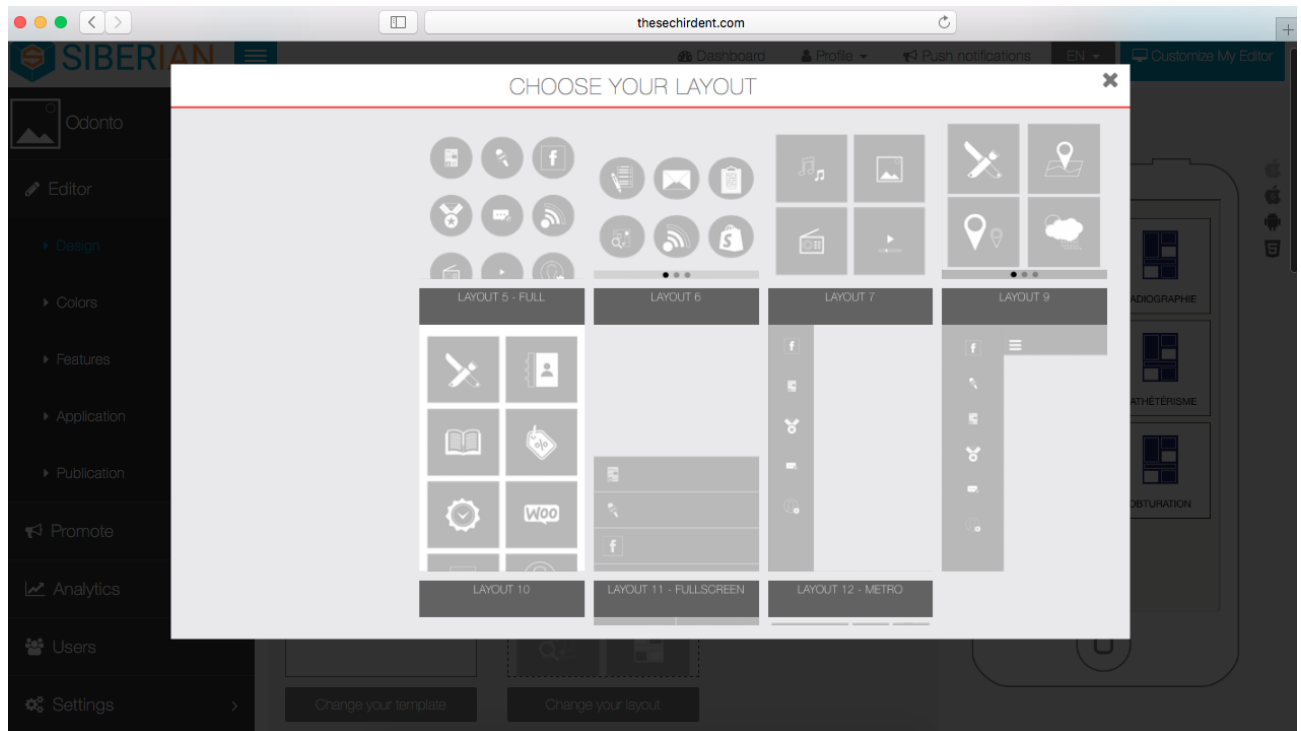 thesechirdent.com
SIBERIAN
Dashboard
Profile
Push notifications
EN
Customize My Editor
CHOOSE YOUR LAYOUT
Odonto
Editor
Design
Colors
Features
Application
Publication
Promote
Analytics
Users
Settings
LAYOUT 5 - FULL
LAYOUT 6
LAYOUT 7
LAYOUT 9
WOO
LAYOUT 10
LAYOUT 11 - FULLSCREEN
LAYOUT 12 - METRO
ADIOGRAPHIE
ATHÉTÉRISME
OBTURATION
Change your template
Change your layout